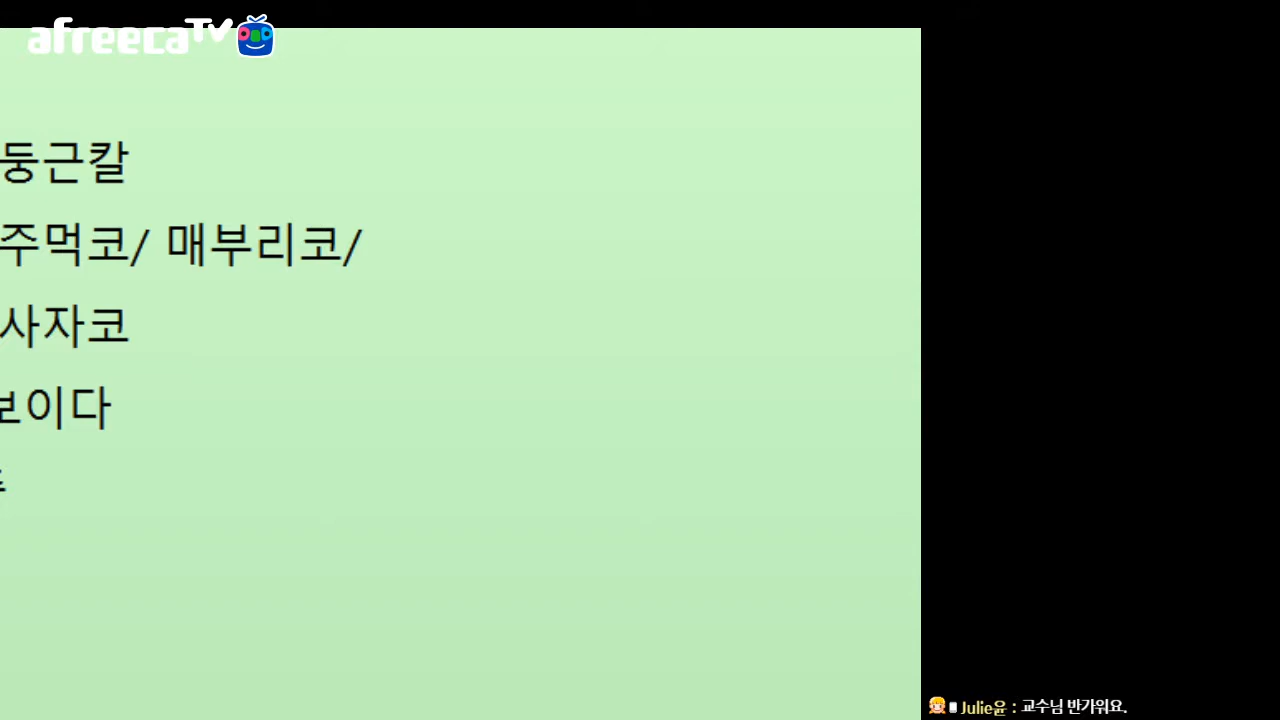 afreecaTV
둥근칼
주먹코/ 매부리코/
사자코
보이다
Julie윤 : 교수님 반가워요.